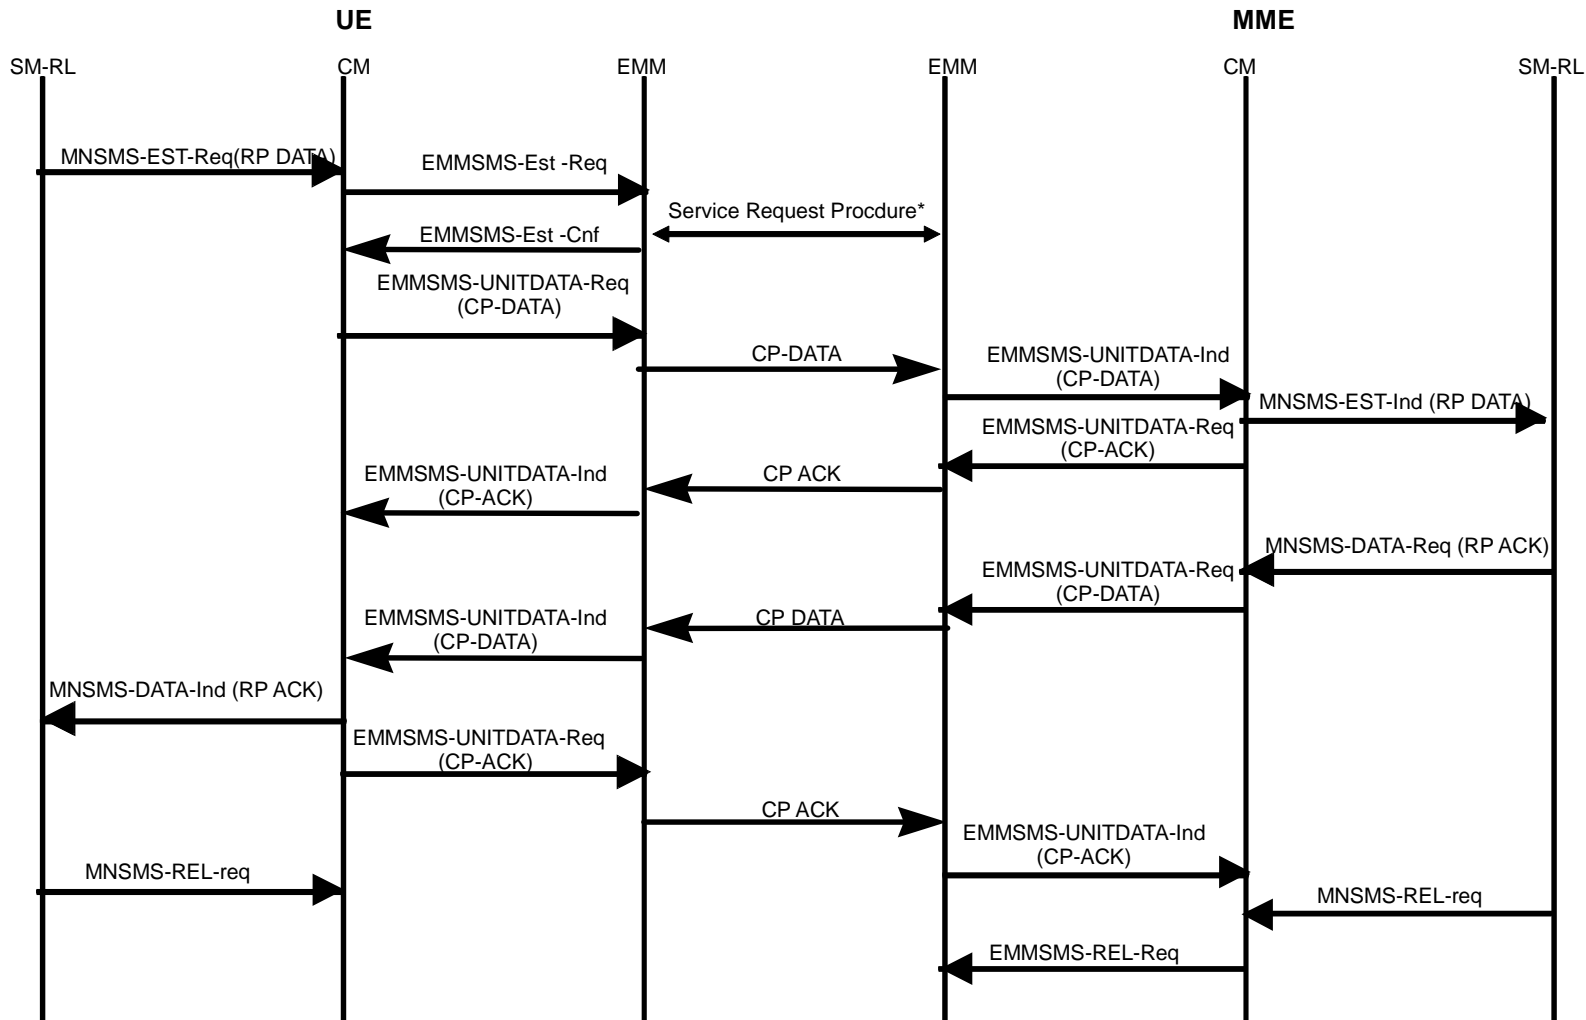 UE
MME
SM-RL
CM
EMM
EMM
CM
SM-RL
MNSMS-EST-Req(RP DATA)
EMMSMS-Est -Req
Service Request Procdure*
EMMSMS-Est -Cnf
EMMSMS-UNITDATA-Req
(CP-DATA)
CP-DATA
EMMSMS-UNITDATA-Ind
(CP-DATA)
MNSMS-EST-Ind (RP DATA)
EMMSMS-UNITDATA-Req
(CP-ACK)
CP ACK
EMMSMS-UNITDATA-Ind
(CP-ACK)
MNSMS-DATA-Req (RP ACK)
EMMSMS-UNITDATA-Req
(CP-DATA)
CP DATA
EMMSMS-UNITDATA-Ind
(CP-DATA)
MNSMS-DATA-Ind (RP ACK)
EMMSMS-UNITDATA-Req
(CP-ACK)
CP ACK
EMMSMS-UNITDATA-Ind
(CP-ACK)
MNSMS-REL-req
MNSMS-REL-req
EMMSMS-REL-Req